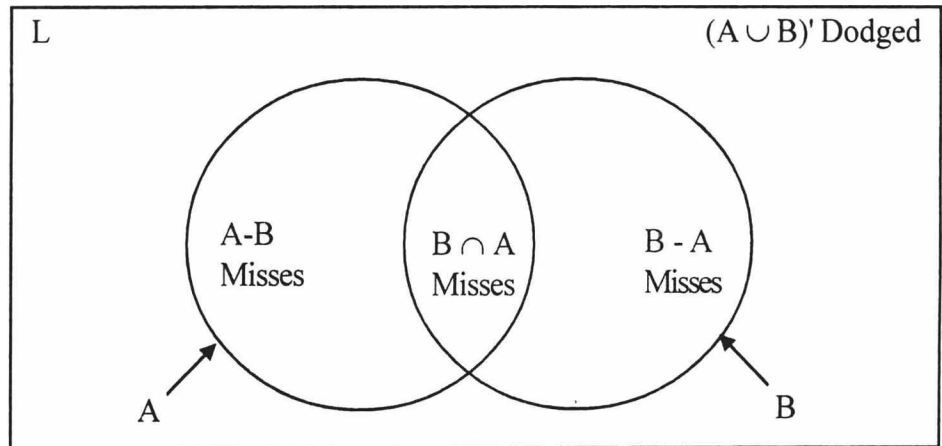 L
(A ∪ B)' Dodged
A-B
Misses
B ∩ A
Misses
B - A
Misses
A
B